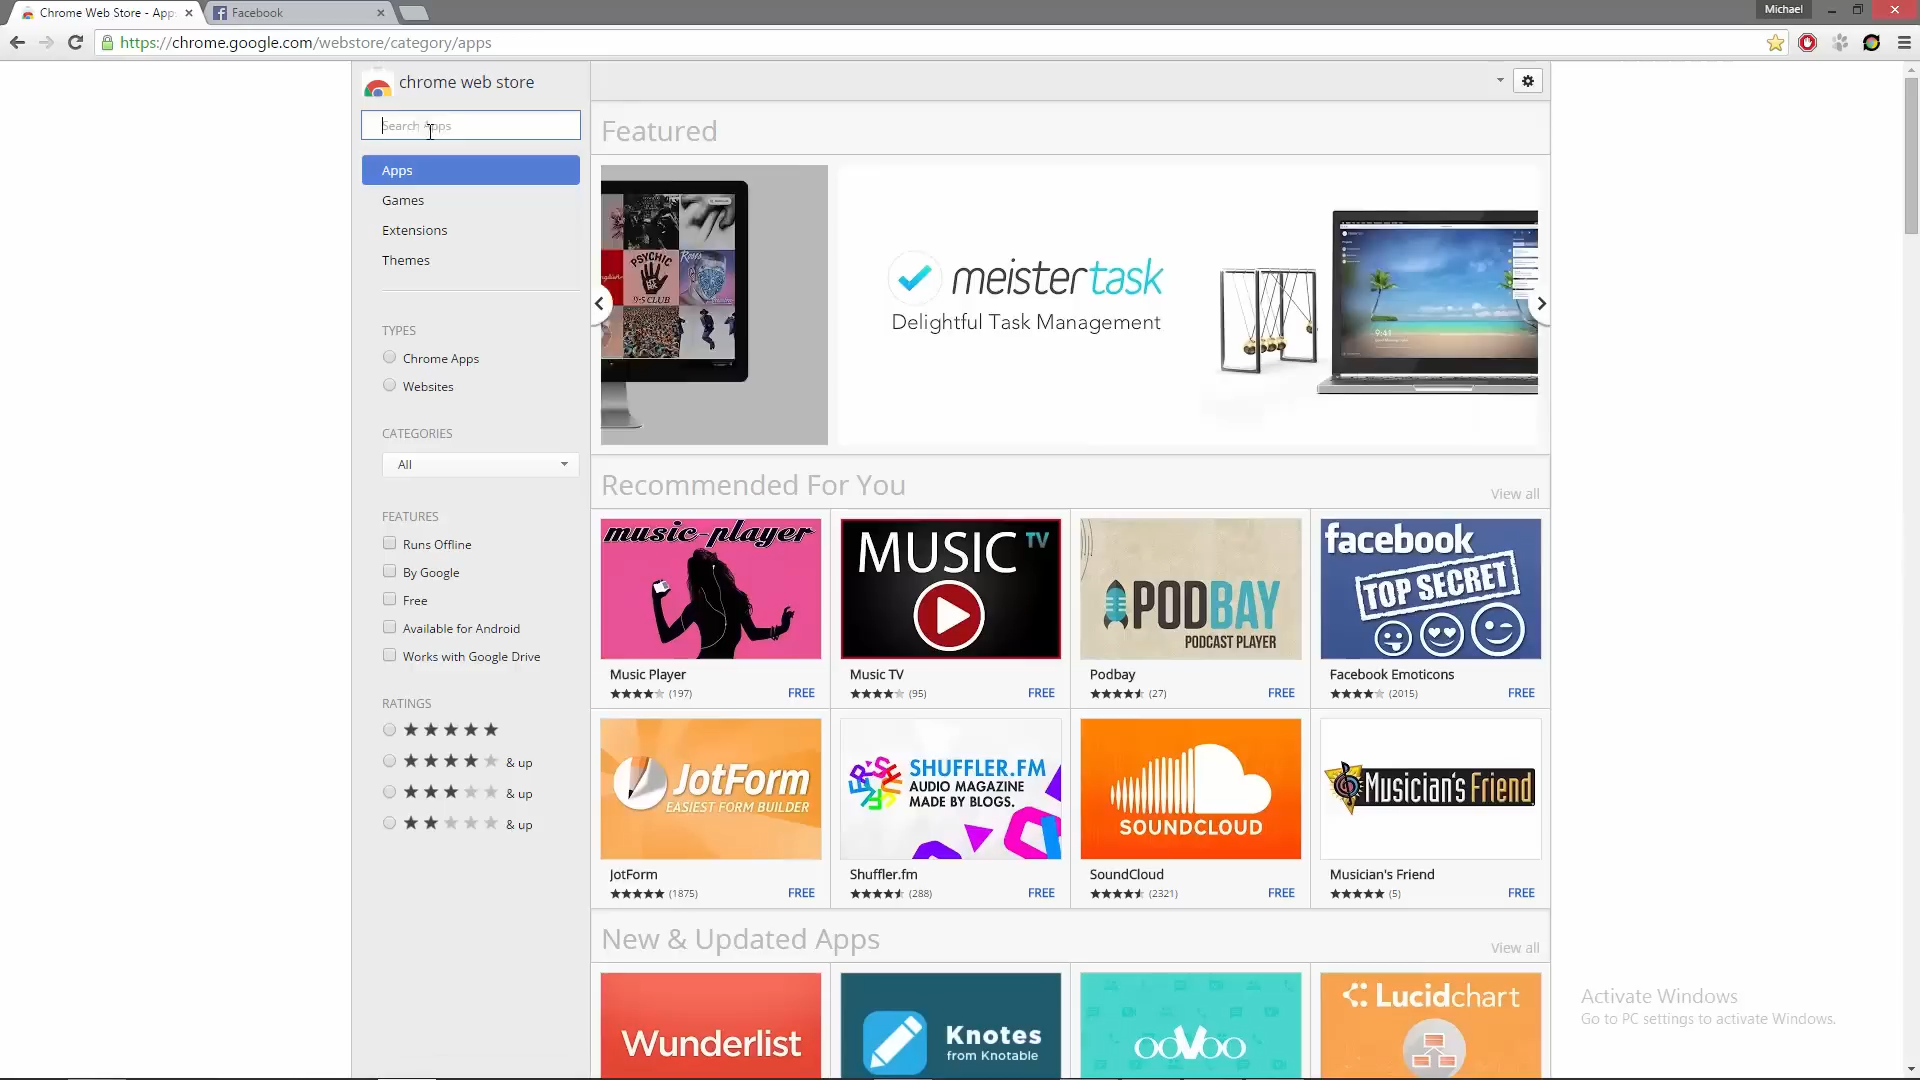 Chrome Web Store - App
Facebook
Michael
https://chrome.google.com/webstore/category/apps
chrome web store
Search Apps
Apps
Games
Extensions
Themes
TYPES
Chrome Apps
Websites
CATEGORIES
All
FEATURES
Runs Offline
By Google
Free
Available for Android
Works with Google Drive
RATINGS
& up
& up
& up
Featured
PSYCHIC
meistertask
Delightful Task Management
9:41
Recommended For You
View all
music-player
MUSIC TV
PODBAY
PODCAST PLAYER
facebook
TOP SECRET
Music Player
(197)
FREE
Music TV
(95)
FREE
Podbay
(27)
FREE
Facebook Emoticons
(2015)
FREE
JotForm
EASIEST FORM BUILDER
SHUFFLER.FM
AUDIO MAGAZINE
MADE BY BLOGS.
SOUNDCLOUD
Musician's Friend
JotForm
(1875)
FREE
Shuffler.fm
(288)
FREE
SoundCloud
(2321)
FREE
Musician's Friend
(5)
FREE
New & Updated Apps
View all
Wunderlist
Knotes
from Knotable
ooVoo
Lucidchart
Activate Windows
Go to PC settings to activate Windows.